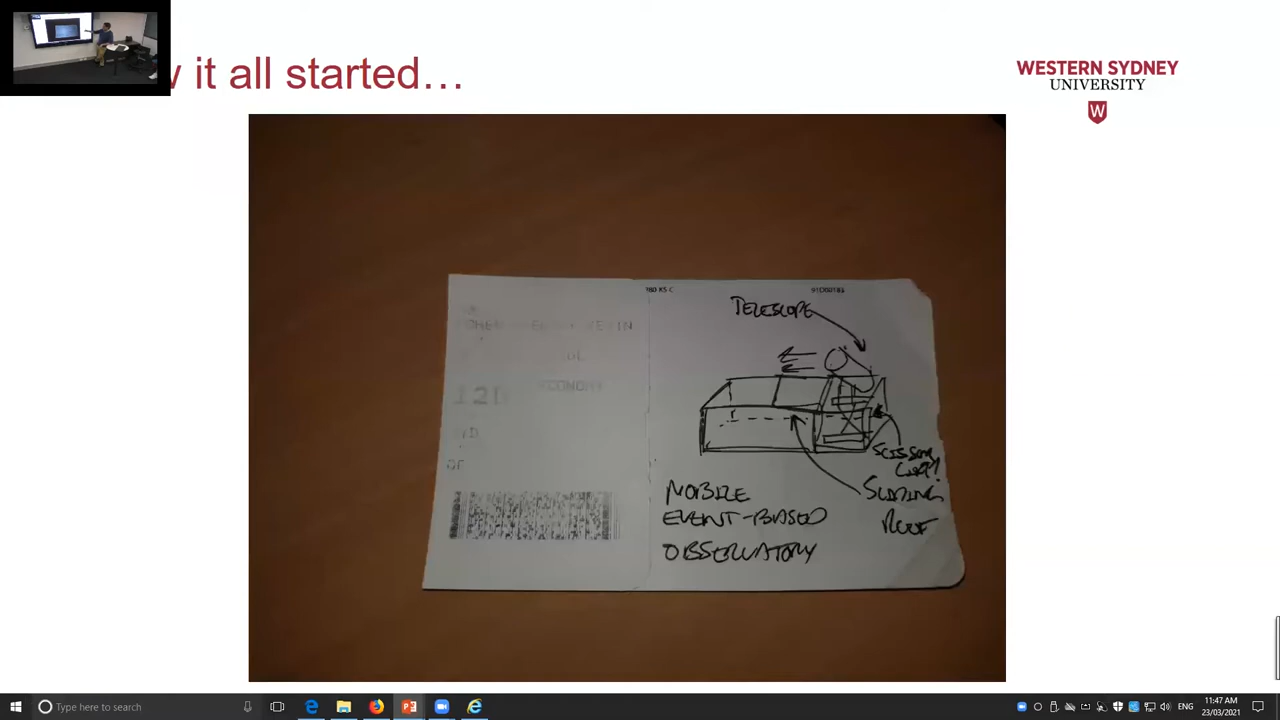 it all started…
WESTERN SYDNEY
UNIVERSITY
W
TELESCOPE
SCISSOR
LIFT!
SLIDING
ROOF
MOBILE
EVENT-BASED
OBSERVATORY
ECONOMY
Type here to search
ENG
11:47 AM
23/03/2021